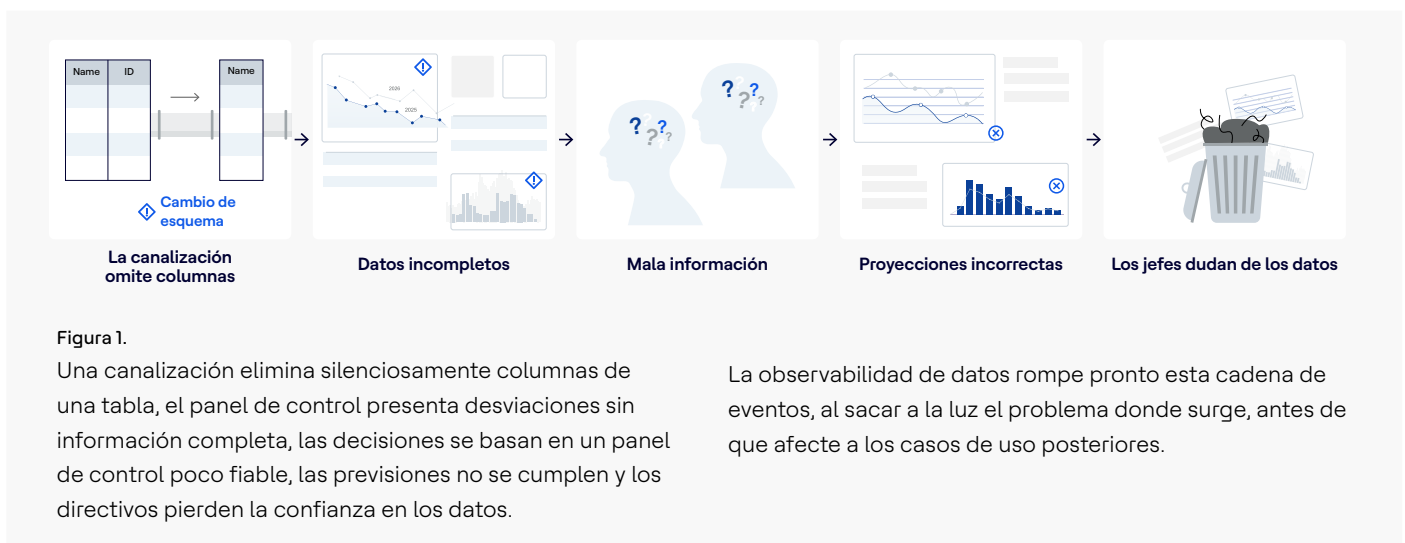 Name
ID
Name
Cambio de
esquema
2026
2025
? ? ? ? ?
? ? ? ? ?
La canalización
omite columnas
Datos incompletos
Mala información
Proyecciones incorrectas
Los jefes dudan de los datos
Figura 1.
Una canalización elimina silenciosamente columnas de
una tabla, el panel de control presenta desviaciones sin
información completa, las decisiones se basan en un panel
de control poco fiable, las previsiones no se cumplen y los
directivos pierden la confianza en los datos.
La observabilidad de datos rompe pronto esta cadena de
eventos, al sacar a la luz el problema donde surge, antes de
que afecte a los casos de uso posteriores.